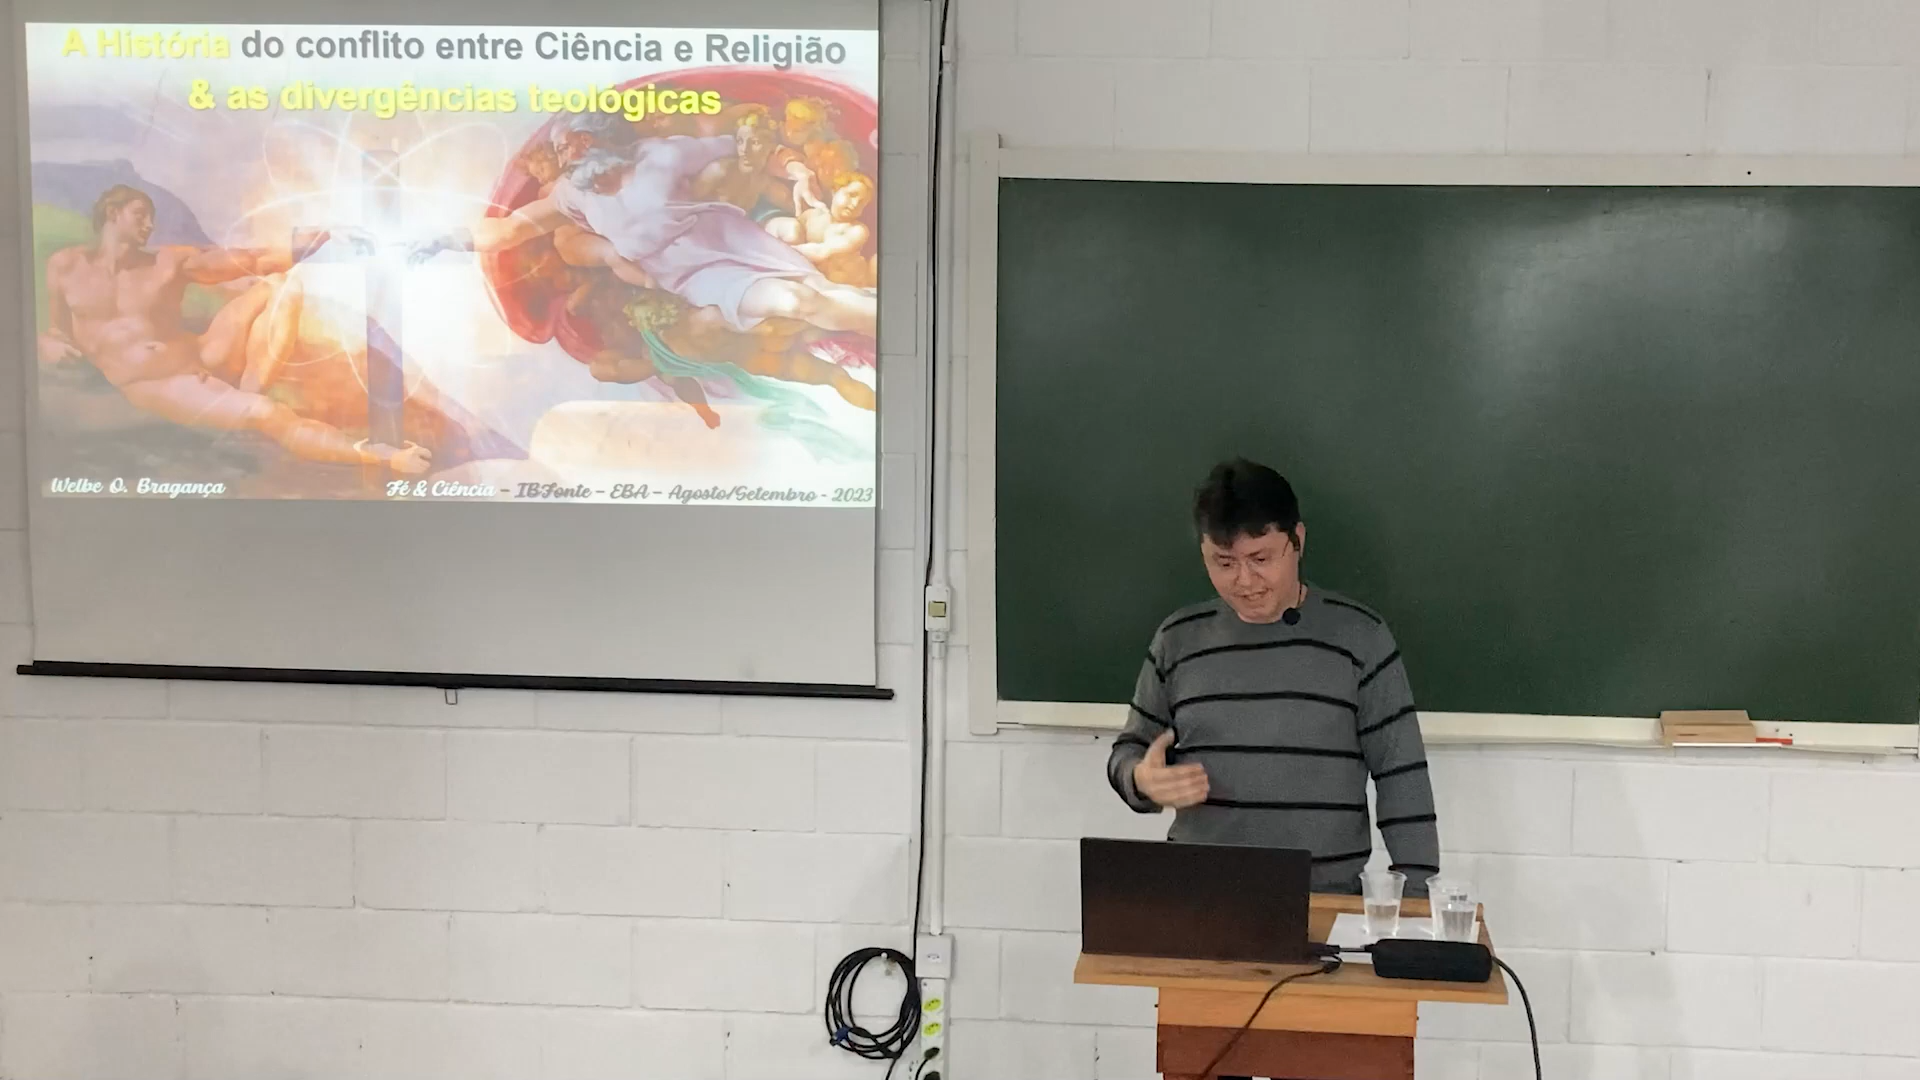 A História do conflito entre Ciência e Religião
& as divergências teológicas
Welbe O. Bragança
Fé & Ciência – IBFonte – EBA – Agosto/Setembro - 2023